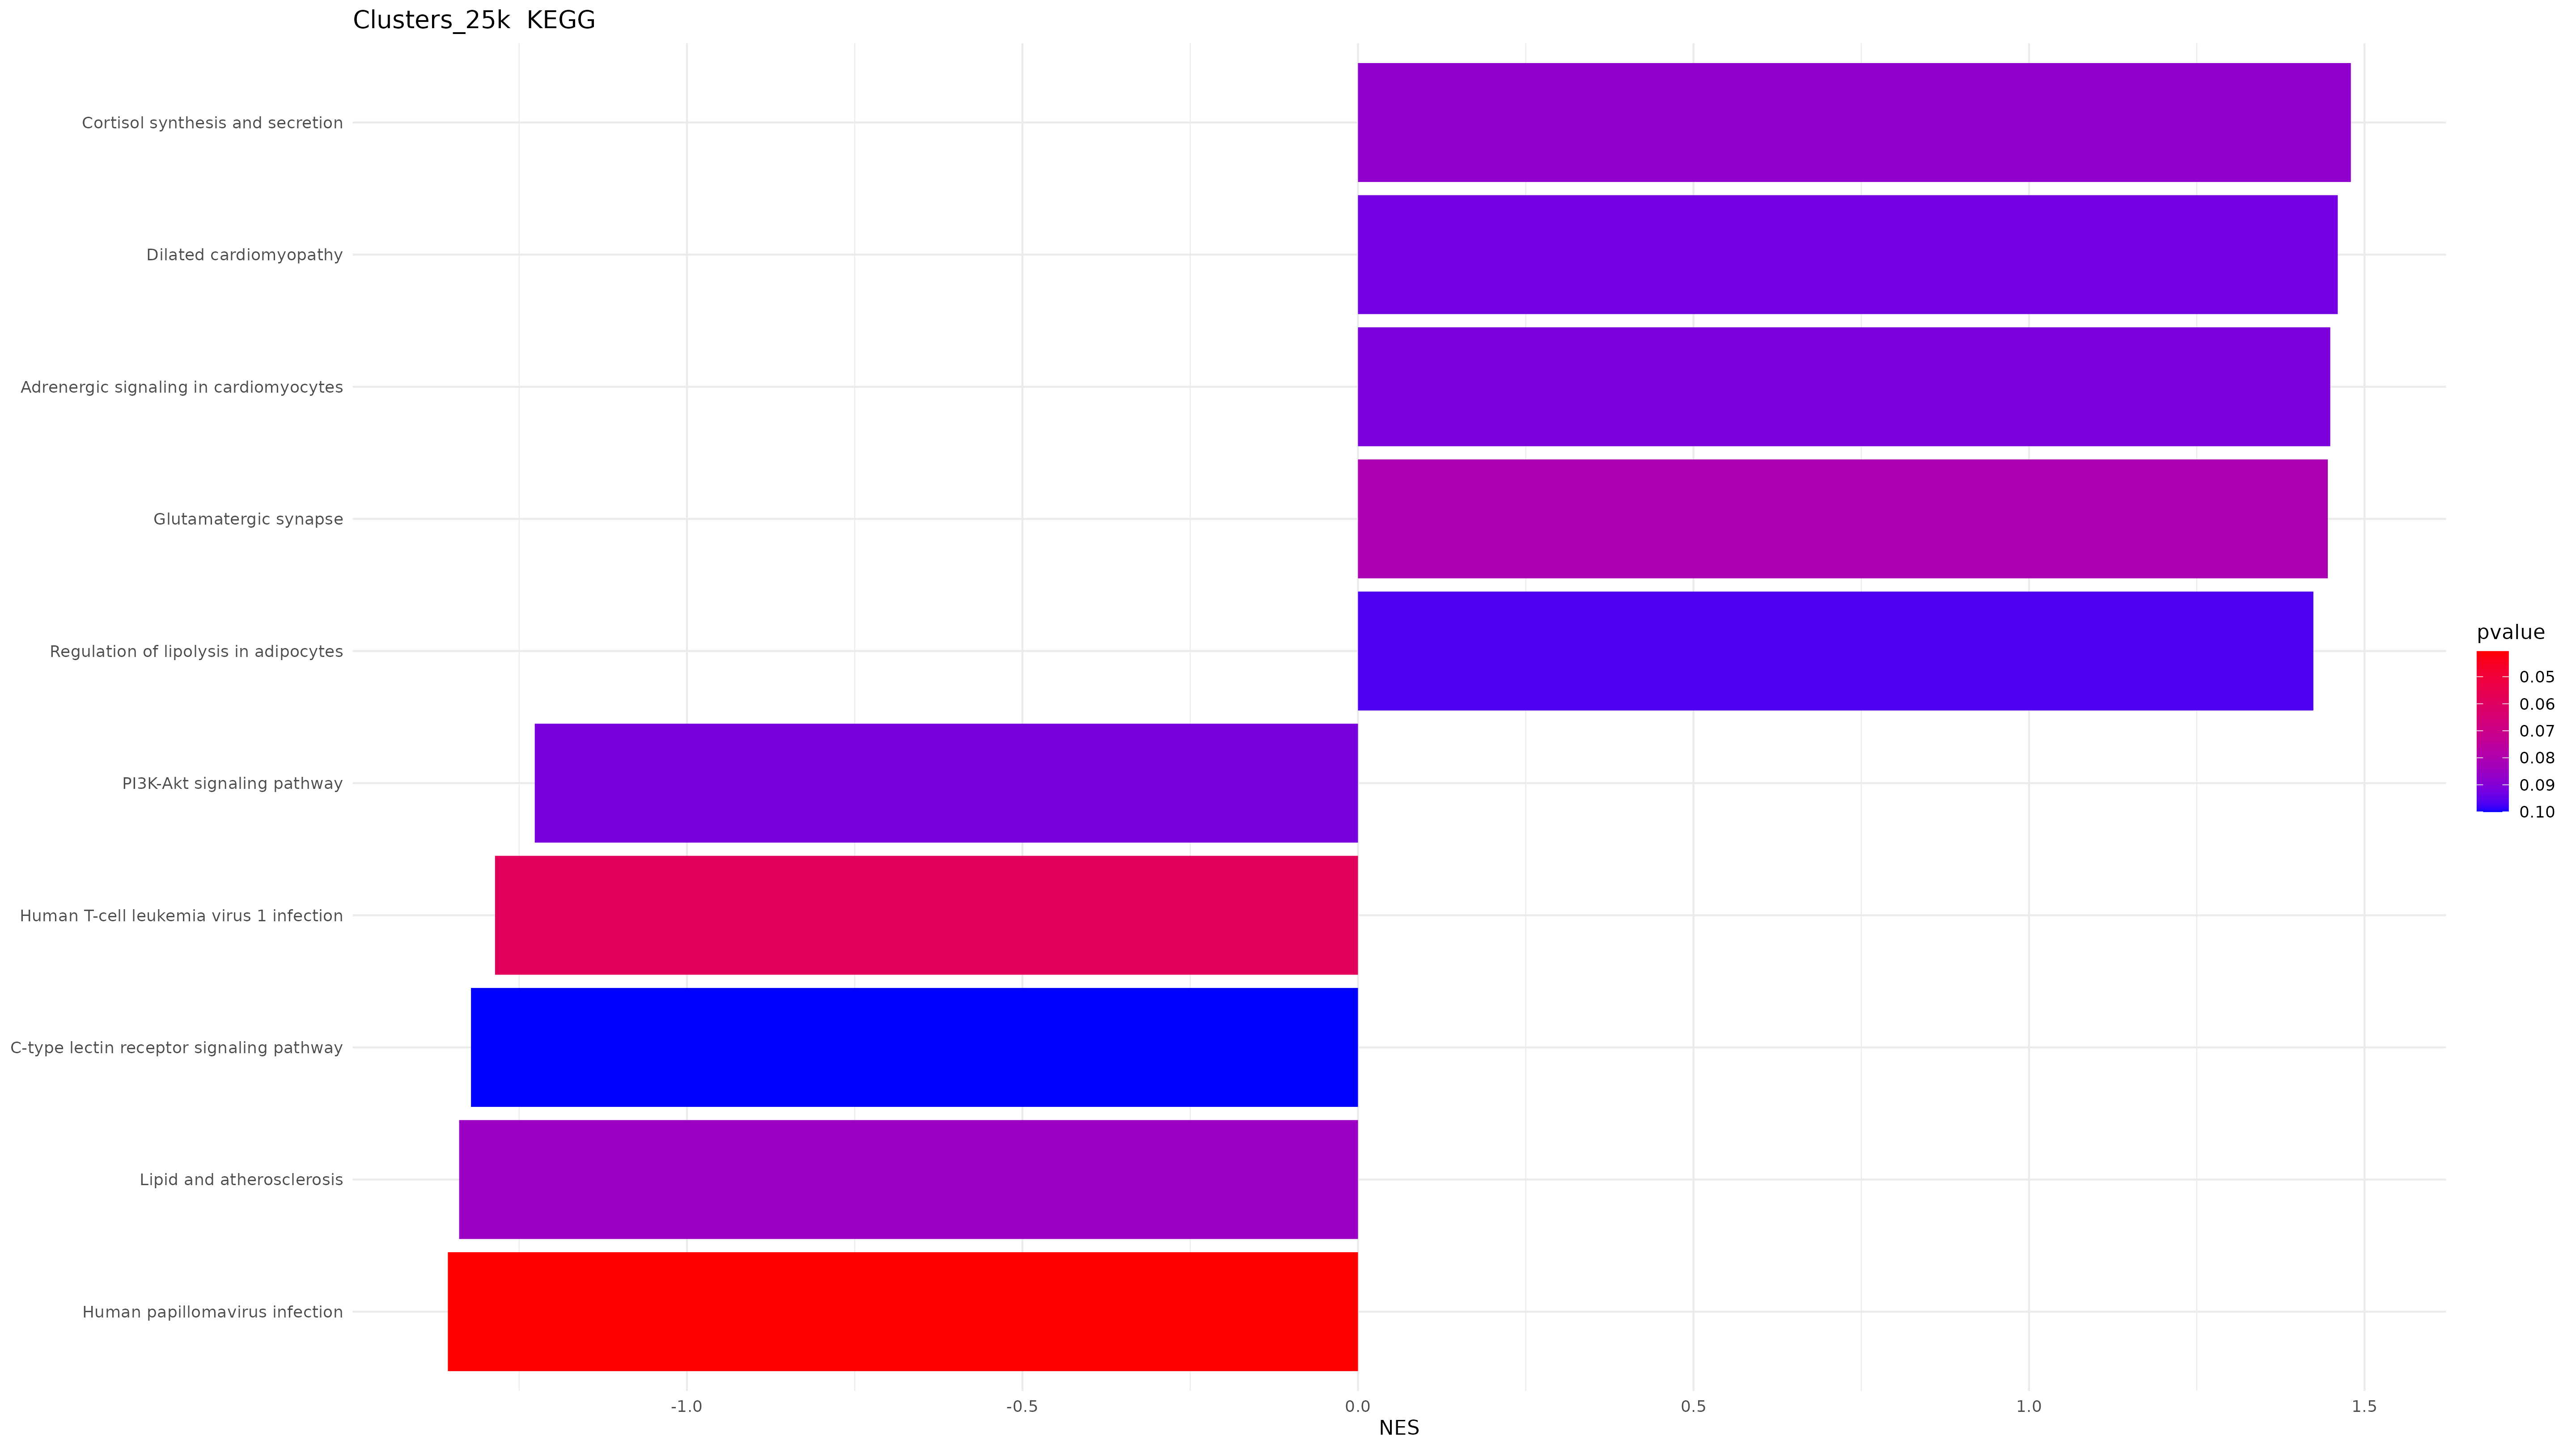 Clusters_25k  KEGG
Cortisol synthesis and secretion
Dilated cardiomyopathy
Adrenergic signaling in cardiomyocytes
Glutamatergic synapse
Regulation of lipolysis in adipocytes
PI3K-Akt signaling pathway
Human T-cell leukemia virus 1 infection
C-type lectin receptor signaling pathway
Lipid and atherosclerosis
Human papillomavirus infection
-1.0 -0.5 0.0 0.5 1.0 1.5
NES
pvalue
0.05
0.06
0.07
0.08
0.09
0.10